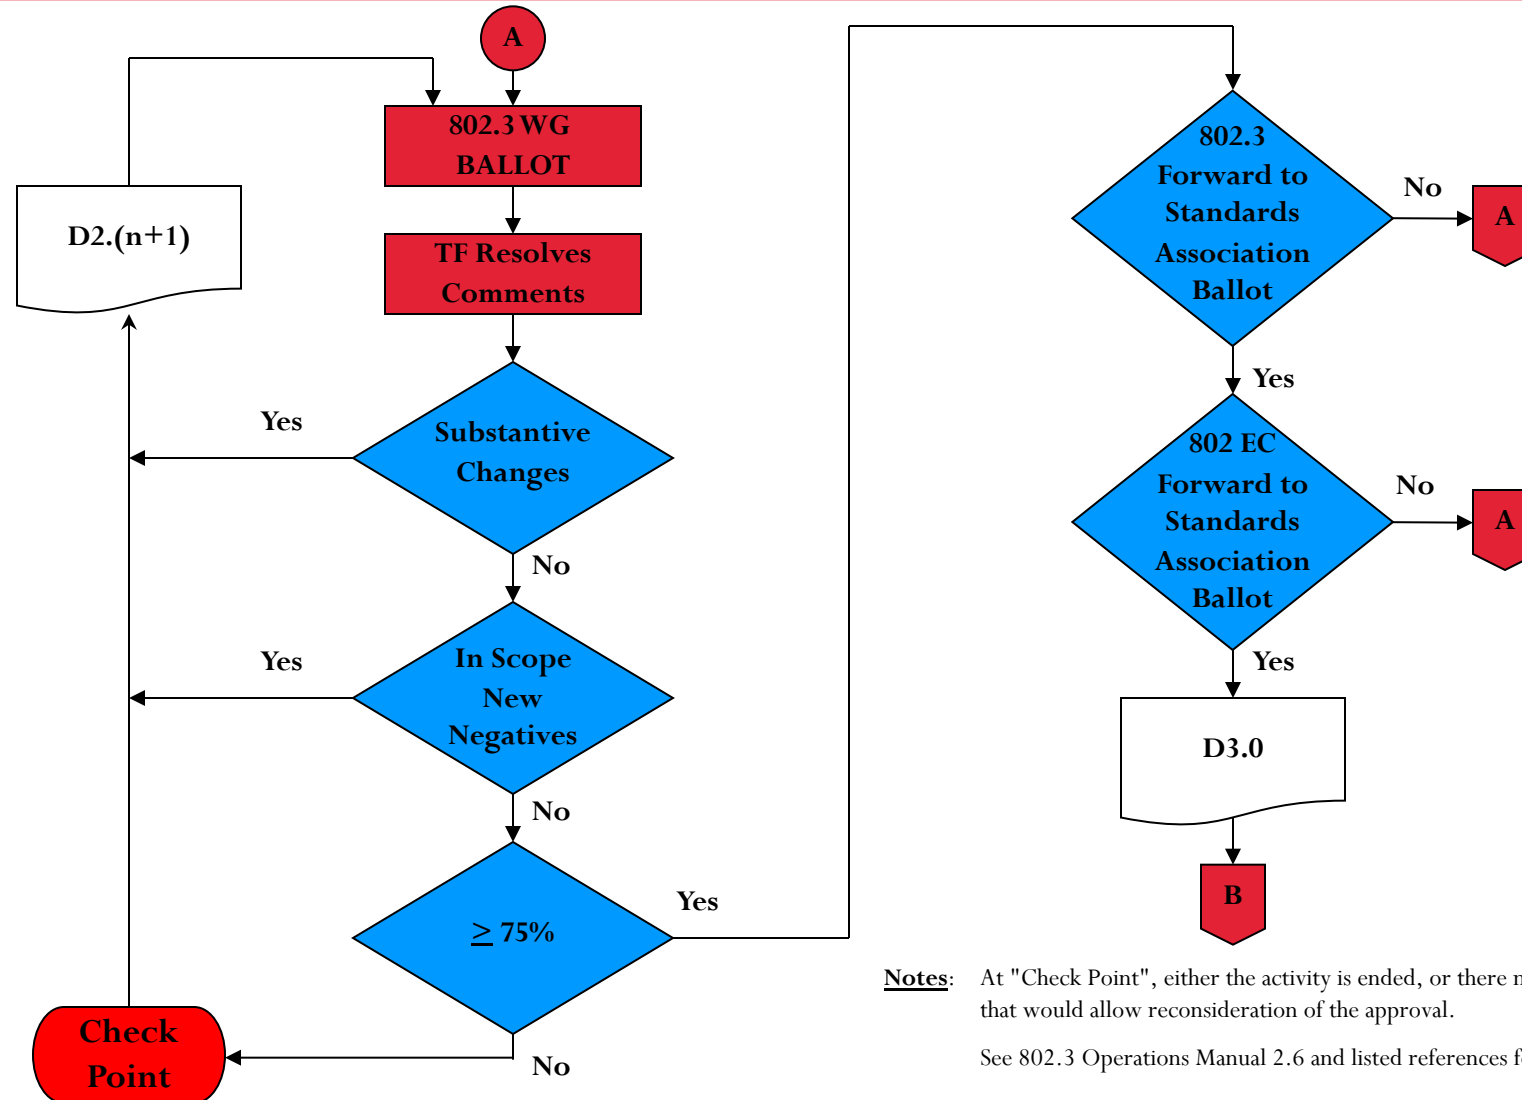 A
802.3 WG
BALLOT
D2.(n+1)
TF Resolves
Comments
Yes
Substantive
Changes
No
Yes
In Scope
New
Negatives
No
Yes
≥ 75%
Check
Point
No
802.3
Forward to
Standards
Association
Ballot
No
A
Yes
802 EC
Forward to
Standards
Association
Ballot
No
A
Yes
D3.0
B
Notes: At "Check Point", either the activity is ended, or there
that would allow reconsideration of the approval.
See 802.3 Operations Manual 2.6 and listed references